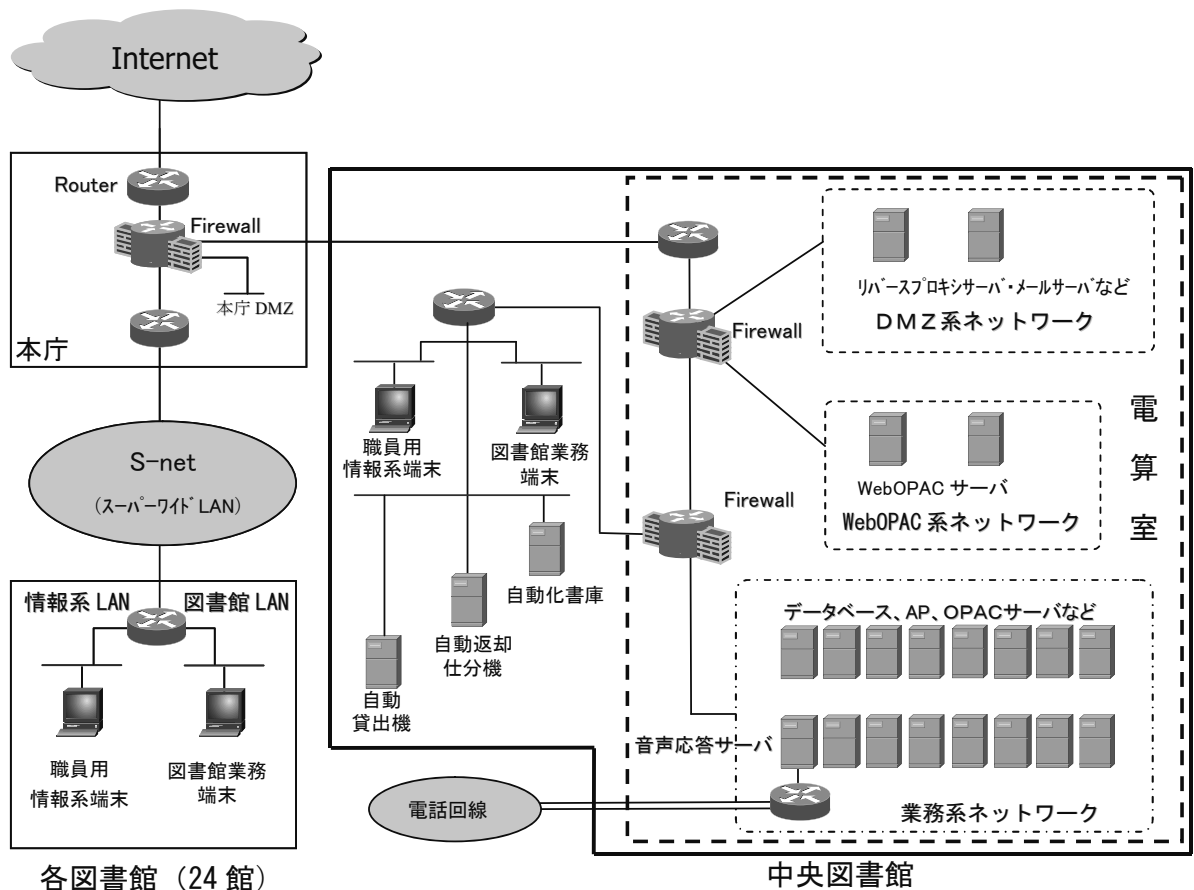 Internet
Router
Firewall
本庁 DMZ
本庁
S-net
(スーパーワイドLAN)
情報系 LAN
図書館 LAN
職員用
情報系端末
図書館業務
端末
各図書館（24 館）
職員用
情報系端末
図書館業務
端末
自動化書庫
自動返却
仕分機
自動
貸出機
電話回線
Firewall
Firewall
リバースプロキシサーバ・メールサーバなど
ＤＭＺ系ネットワーク
WebOPAC サーバ
WebOPAC 系ネットワーク
電算室
データベース、AP、OPACサーバなど
音声応答サーバ
業務系ネットワーク
中央図書館